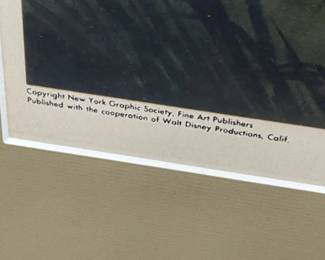 Copyright New York Graphic Society, Fine Art Publishers
Published with the cooperation of Walt Disney Productions, Calif.